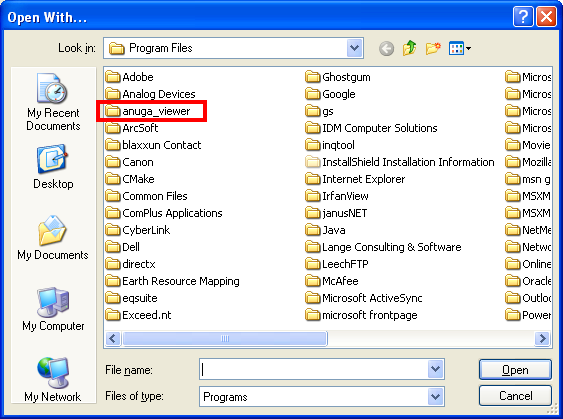 Open With...
Look in:
Program Files
My Recent
Documents
Desktop
My Documents
My Computer
My Network
Adobe
Analog Devices
anuga_viewer
ArcSoft
blaxxun Contact
Canon
CMake
Common Files
ComPlus Applications
CyberLink
Dell
directx
Earth Resource Mapping
eqsuite
Exceed.nt
Ghostgum
Google
gs
IDM Computer Solutions
inqtool
InstallShield Installation Information
Internet Explorer
IrfanView
janusNET
Java
Lange Consulting & Software
LeechFTP
McAfee
Microsoft ActiveSync
microsoft frontpage
Micros
Micros
Micros
Micros
Movie
Mozilla
msn g
MSXM
MSXM
NetMe
Netwo
Online
Oracle
Outlo
Power
File name:
Open
Files of type:
Programs
Cancel